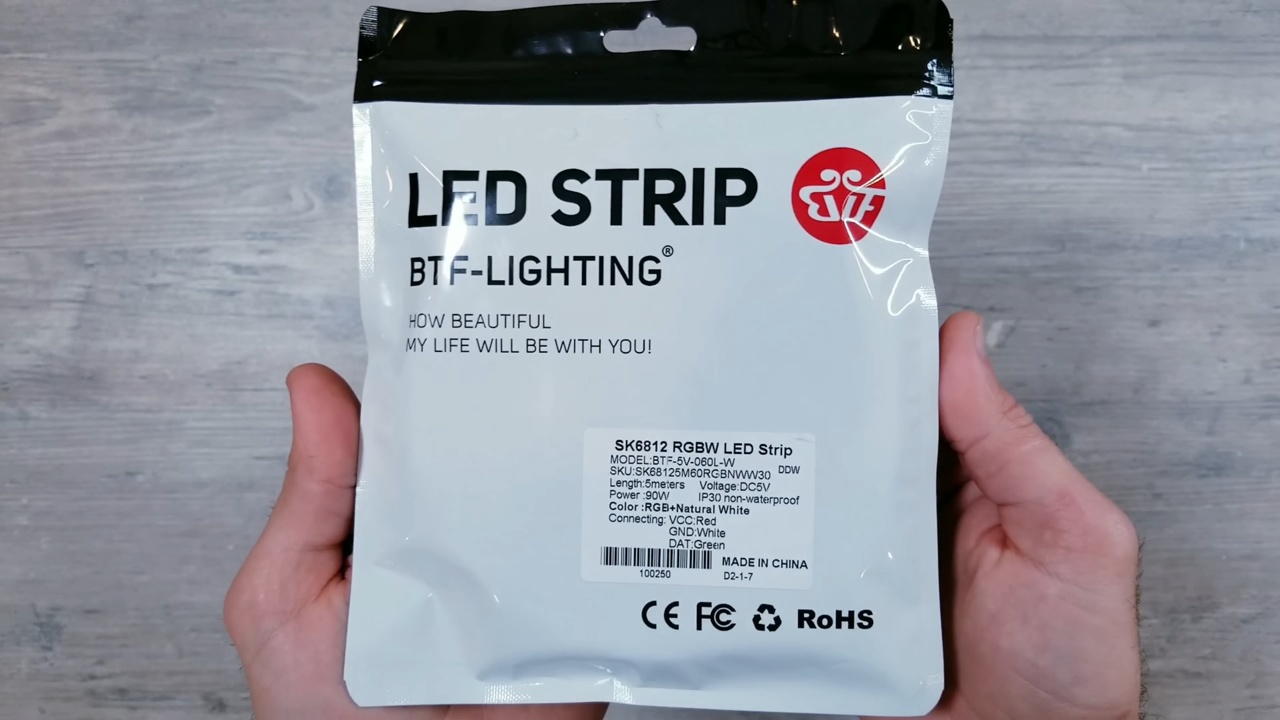 LED STRIP
BTF
BTF-LIGHTING®
HOW BEAUTIFUL
MY LIFE WILL BE WITH YOU!
SK6812 RGBW LED Strip
MODEL:BTF-5V-060L-W
DDW
SKU:SK68125M60RGBNWW30
Length:5meters Voltage:DC5V
Power :90W IP30 non-waterproof
Color :RGB+Natural White
Connecting: VCC:Red
GND:White
DAT:Green
MADE IN CHINA
100250 D2-1-7
CE FC RoHS